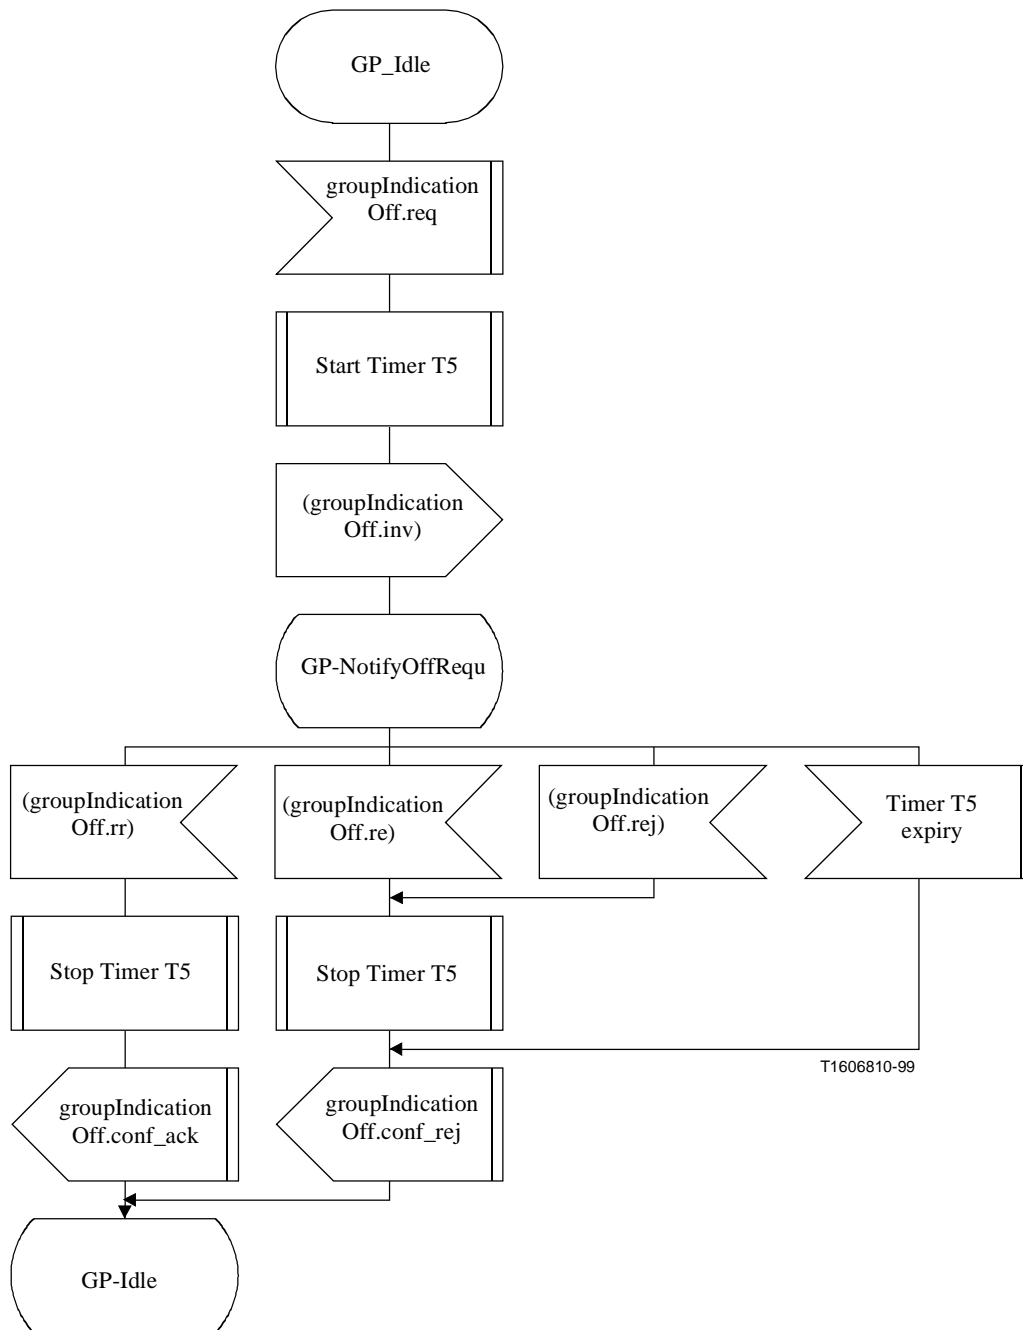 GP_Idle
groupIndication
Off.req
Start Timer T5
(groupIndication
Off.inv)
GP-NotifyOffRequ
(groupIndication
Off.rr)
(groupIndication
Off.re)
(groupIndication
Off.rej)
Timer T5
expiry
Stop Timer T5
Stop Timer T5
T1606810-99
groupIndication
Off.conf_ack
groupIndication
Off.conf_rej
GP-Idle